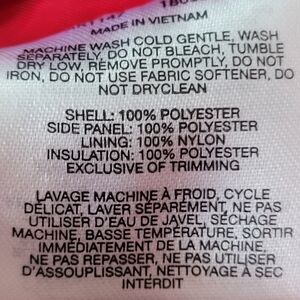 MADE IN VIETNAM
MACHINE WASH COLD GENTLE, WASH
SEPARATELY, DO NOT BLEACH, TUMBLE
DRY LOW, REMOVE PROMPTLY, DO NOT
IRON, DO NOT USE FABRIC SOFTENER, DO
NOT DRYCLEAN
SHELL: 100% POLYESTER
SIDE PANEL: 100% POLYESTER
LINING: 100% NYLON
INSULATION: 100% POLYESTER
EXCLUSIVE OF TRIMMING
LAVAGE MACHINE À FROID, CYCLE
DÉLICAT, LAVER SÉPARÉMENT, NE PAS
UTILISER D'EAU DE JAVEL, SÉCHAGE
MACHINE, BASSE TEMPÉRATURE, SORTIR
IMMÉDIATEMENT DE LA MACHINE,
NE PAS REPASSER, NE PAS UTILISER
D'ASSOUPLISSANT, NETTOYAGE À SEC
INTERDIT